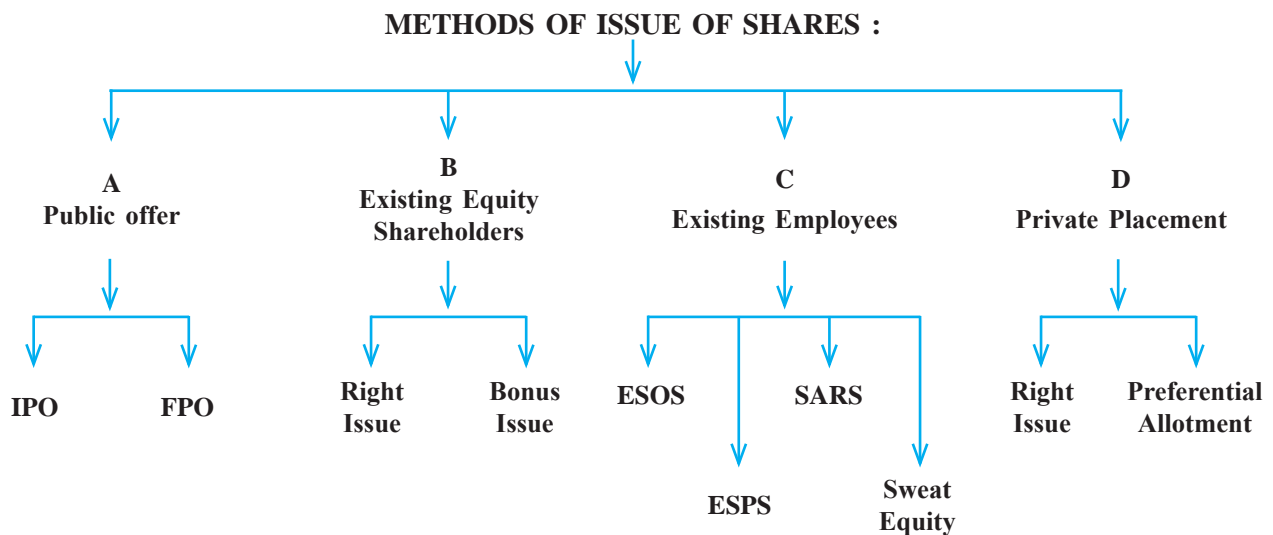 METHODS OF ISSUE OF SHARES :
A
Public offer
B
Existing Equity
Shareholders
C
Existing Employees
D
Private Placement
IPO
FPO
Right
Issue
Bonus
Issue
ESOS
ESPS
SARS
Sweat
Equity
Right
Issue
Preferential
Allotment